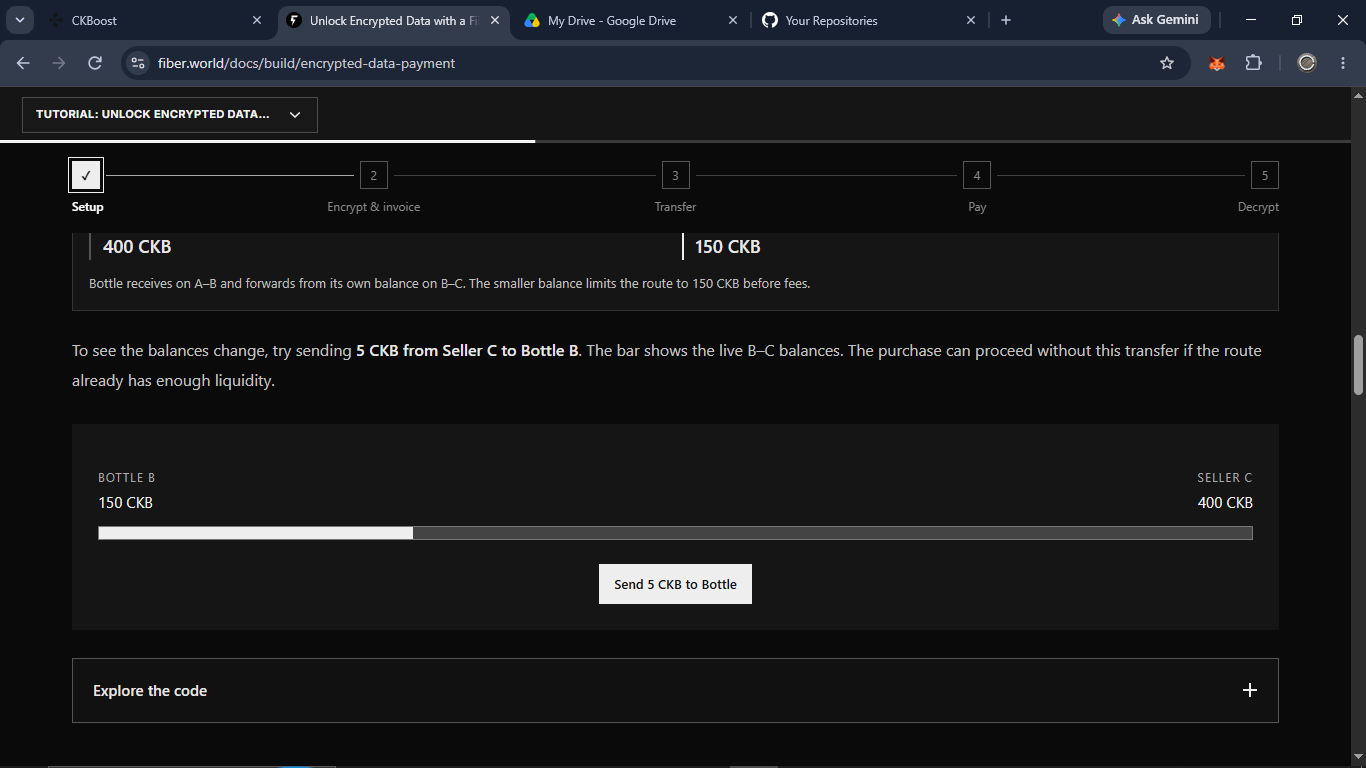 CKBoost
Unlock Encrypted Data with a Fi
My Drive - Google Drive
Your Repositories
Ask Gemini
fiber.world/docs/build/encrypted-data-payment
TUTORIAL: UNLOCK ENCRYPTED DATA...
✓ 2 3 4 5
Setup Encrypt & invoice Transfer Pay Decrypt
400 CKB 150 CKB
Bottle receives on A–B and forwards from its own balance on B–C. The smaller balance limits the route to 150 CKB before fees.
To see the balances change, try sending 5 CKB from Seller C to Bottle B. The bar shows the live B–C balances. The purchase can proceed without this transfer if the route
already has enough liquidity.
BOTTLE B SELLER C
150 CKB 400 CKB
Send 5 CKB to Bottle
Explore the code